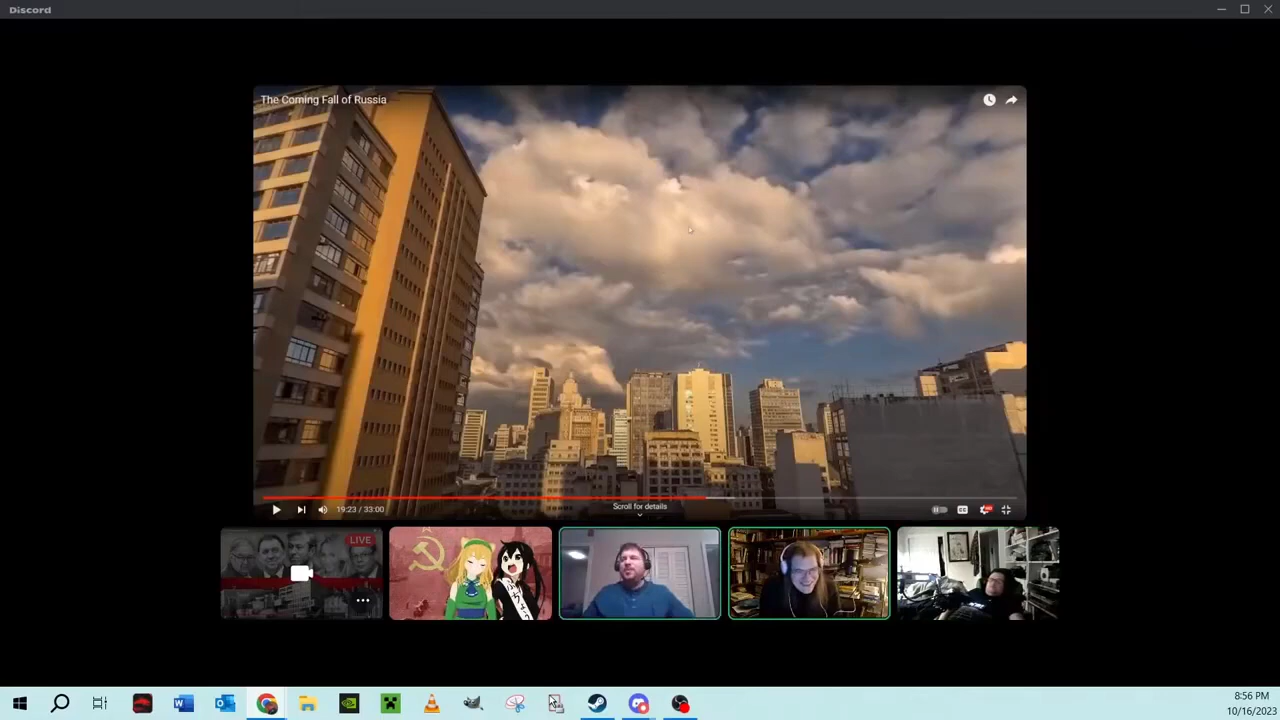 Discord
The Coming Fall of Russia
19:23 / 33:00
Scroll for details
CC
LIVE
8:56 PM
10/16/2023